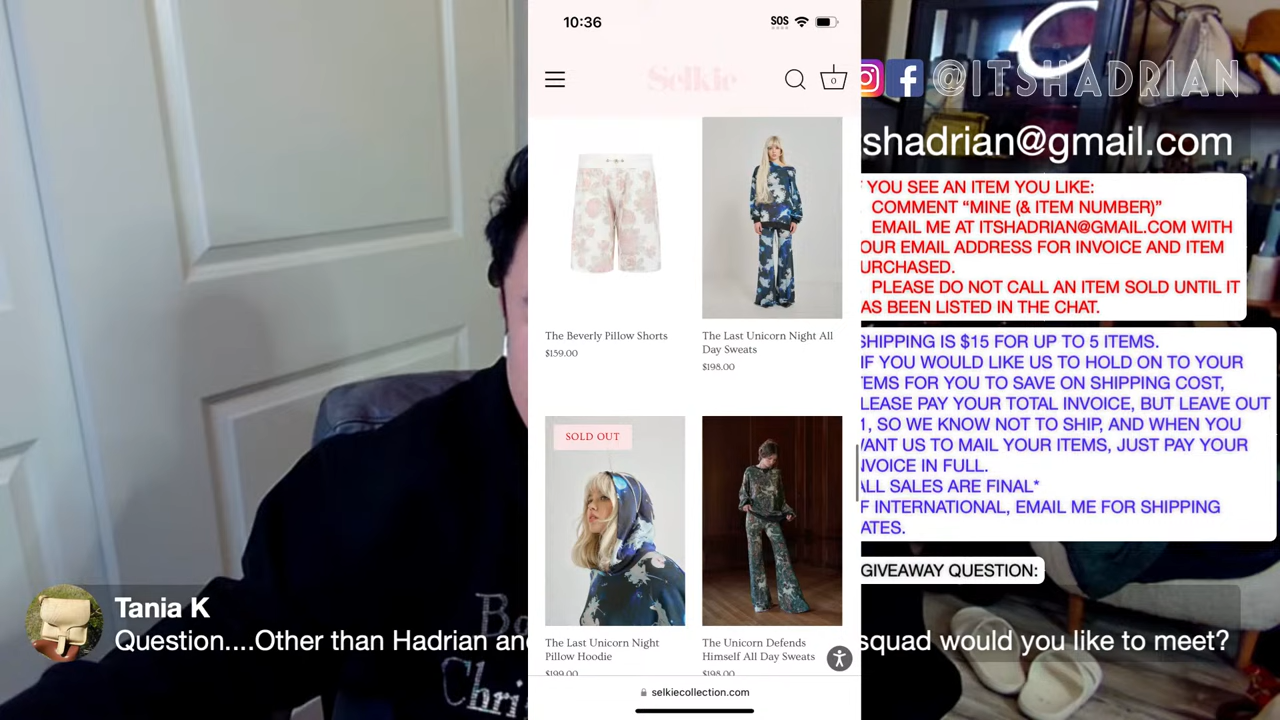 10:36
SOS
Selkie
0
The Beverly Pillow Shorts
$159.00
The Last Unicorn Night All
Day Sweats
$198.00
SOLD OUT
The Last Unicorn Night
Pillow Hoodie
$199.00
The Unicorn Defends
Himself All Day Sweats
$198.00
selkiecollection.com
@ITSHADRIAN
shadrian@gmail.com
YOU SEE AN ITEM YOU LIKE:
COMMENT “MINE (& ITEM NUMBER)”
EMAIL ME AT ITSHADRIAN@GMAIL.COM WITH
OUR EMAIL ADDRESS FOR INVOICE AND ITEM
URCHASED.
PLEASE DO NOT CALL AN ITEM SOLD UNTIL IT
AS BEEN LISTED IN THE CHAT.
SHIPPING IS $15 FOR UP TO 5 ITEMS.
IF YOU WOULD LIKE US TO HOLD ON TO YOUR
TEMS FOR YOU TO SAVE ON SHIPPING COST,
LEASE PAY YOUR TOTAL INVOICE, BUT LEAVE OUT
1, SO WE KNOW NOT TO SHIP, AND WHEN YOU
ANT US TO MAIL YOUR ITEMS, JUST PAY YOUR
NVOICE IN FULL.
ALL SALES ARE FINAL*
F INTERNATIONAL, EMAIL ME FOR SHIPPING
ATES.
GIVEAWAY QUESTION:
Tania K
Question....Other than Hadrian an squad would you like to meet?
Chri